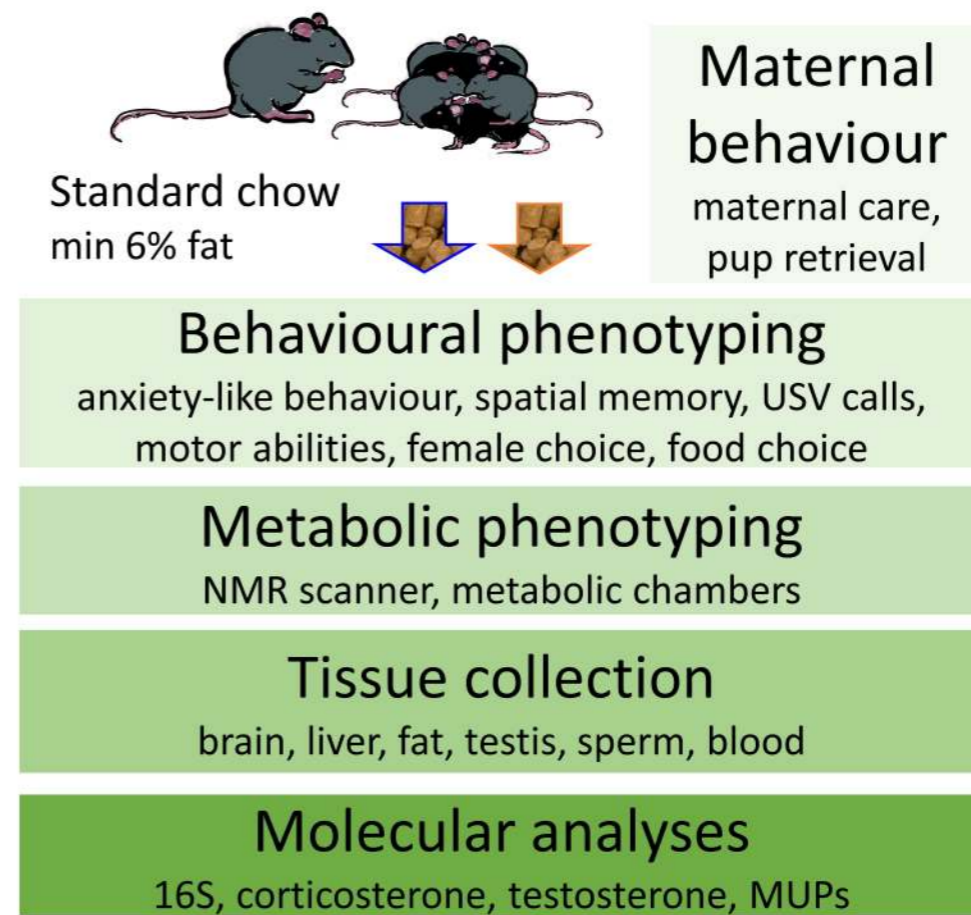 Maternal
behaviour
maternal care,
pup retrieval
Standard chow
min 6% fat
Behavioural phenotyping
anxiety-like behaviour, spatial memory, USV calls,
motor abilities, female choice, food choice
Metabolic phenotyping
NMR scanner, metabolic chambers
Tissue collection
brain, liver, fat, testis, sperm, blood
Molecular analyses
16S, corticosterone, testosterone, MUPs